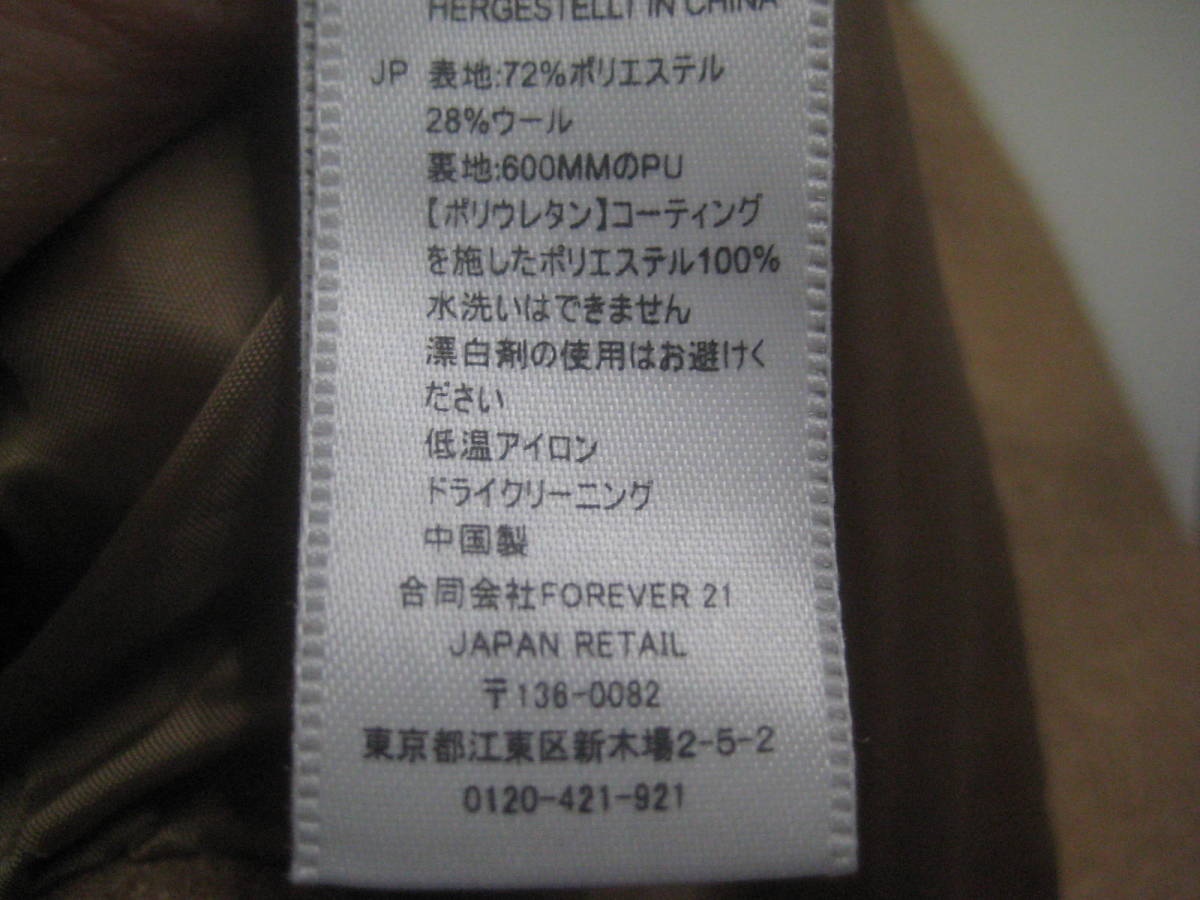 HERGESTELLT IN CHINA
JP 表地:72%ポリエステル
28%ウール
裏地:600MMのPU
【ポリウレタン】コーティング
を施したポリエステル100%
水洗いはできません
漂白剤の使用はお避けく
ださい
低温アイロン
ドライクリーニング
中国製
合同会社FOREVER 21
JAPAN RETAIL
〒136-0082
東京都江東区新木場2-5-2
0120-421-921